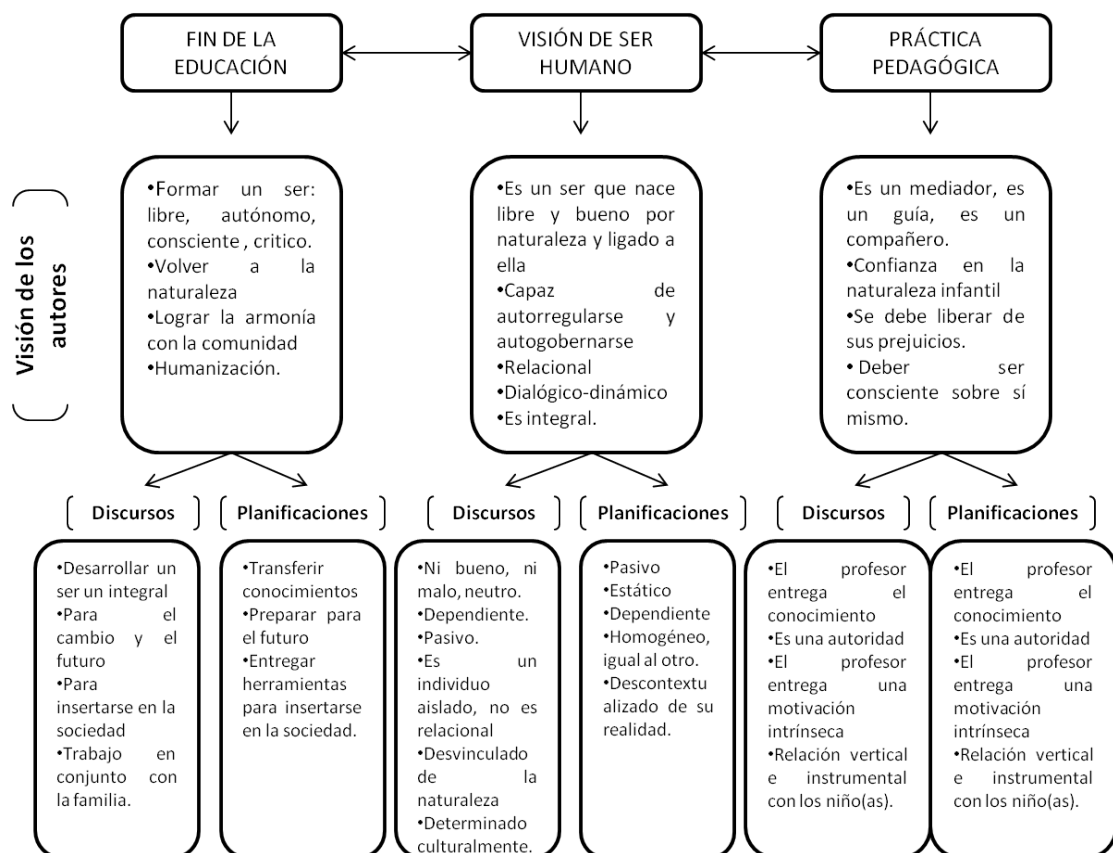 FIN DE LA
EDUCACIÓN
VISIÓN DE SER
HUMANO
PRÁCTICA
PEDAGÓGICA
Visión de los
autores
•Formar un ser:
libre, autónomo,
consciente , critico.
•Volver a la
naturaleza
•Lograr la armonía
con la comunidad
•Humanización.
•Es un ser que nace
libre y bueno por
naturaleza y ligado a
ella
•Capaz de
autorregularse y
autogobernarse
•Relacional
•Dialógico-dinámico
•Es integral.
•Es un mediador, es
un guía, es un
compañero.
•Confianza en la
naturaleza infantil
•Se debe liberar de
sus prejuicios.
• Deber ser
consciente sobre sí
mismo.
Discursos
•Desarrollar un
ser un integral
•Para el
cambio y el
futuro
•Para
insertarse en la
sociedad
•Trabajo en
conjunto con
la familia.
Planificaciones
•Transferir
conocimientos
•Preparar para
el futuro
•Entregar
herramientas
para insertarse
en la sociedad.
Discursos
•Ni bueno, ni
malo, neutro.
•Dependiente.
•Pasivo.
•Es un
individuo
aislado, no es
relacional
•Desvinculado
de la
naturaleza
•Determinado
culturalmente.
Planificaciones
•Pasivo
•Estático
•Dependiente
•Homogéneo,
igual al otro.
•Descontextu
alizado de su
realidad.
Discursos
•El profesor
entrega el
conocimiento
•Es una autoridad
•El profesor
entrega una
motivación
intrínseca
•Relación vertical
e instrumental
con los niño(as).
Planificaciones
•El profesor
entrega el
conocimiento
•Es una autoridad
•El profesor
entrega una
motivación
intrínseca
•Relación vertical
e instrumental
con los niño(as).